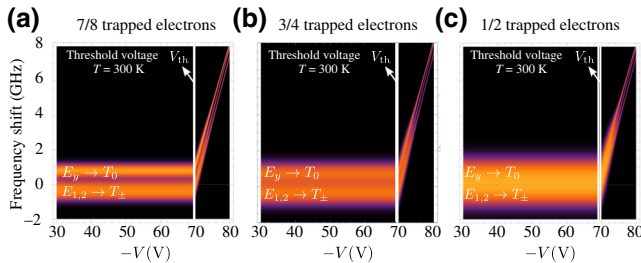 (a) 7/8 trapped electrons (b) 3/4 trapped electrons (c) 1/2 trapped electrons
Frequency shift (GHz)
8
6
4
2
0
−2
Threshold voltage V_th
T = 300 K
E_y → T_0
E_{1,2} → T_±
30 40 50 60 70 80
−V(V)
Threshold voltage V_th
T = 300 K
E_y → T_0
E_{1,2} → T_±
30 40 50 60 70 80
−V(V)
Threshold voltage V_th
T = 300 K
E_y → T_0
E_{1,2} → T_±
30 40 50 60 70 80
−V(V)